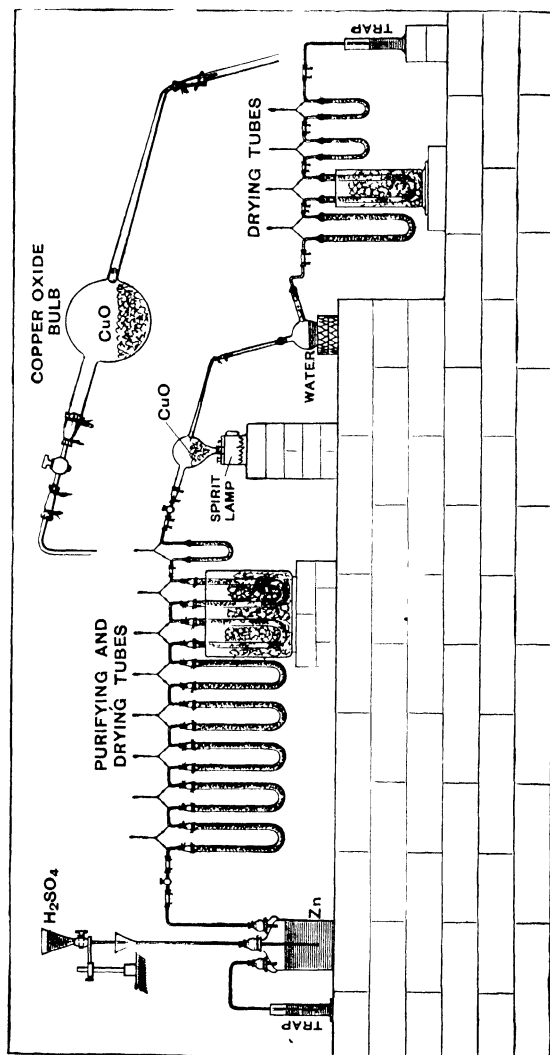 H₂SO₄
TRAP
Zn
PURIFYING AND
DRYING TUBES
COPPER OXIDE
BULB
CuO
CuO
SPIRIT
LAMP
WATER
DRYING TUBES
TRAP